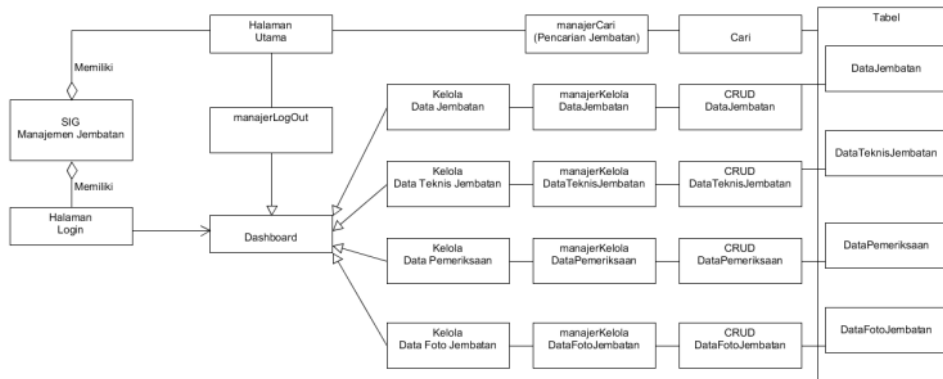 Halaman
Utama
manajerCari
(Pencarian Jembatan)
Cari
Tabel
Memiliki
SIG
Manajemen Jembatan
Memiliki
Halaman
Login
manajerLogOut
Dashboard
Kelola
Data Jembatan
manajerKelola
DataJembatan
CRUD
DataJembatan
DataJembatan
Kelola
Data Teknis Jembatan
manajerKelola
DataTeknisJembatan
CRUD
DataTeknisJembatan
DataTeknisJembatan
Kelola
Data Pemeriksaan
manajerKelola
DataPemeriksaan
CRUD
DataPemeriksaan
DataPemeriksaan
Kelola
Data Foto Jembatan
manajerKelola
DataFotoJembatan
CRUD
DataFotoJembatan
DataFotoJembatan